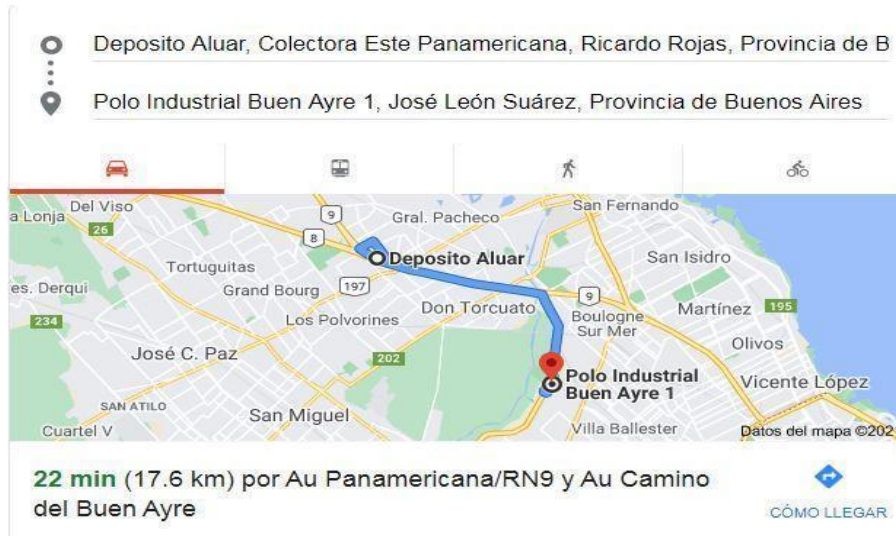 Deposito Aluar, Colectora Este Panamericana, Ricardo Rojas, Provincia de B
Polo Industrial Buen Ayre 1, José León Suárez, Provincia de Buenos Aires
a Lonja
Del Viso
26
9
8
Gral. Pacheco
San Fernando
Deposito Aluar
Tortuguitas
San Isidro
es. Derqui
Grand Bourg
197
Don Torcuato
9
Martínez
195
234
Los Polvorines
Boulogne
Sur Mer
Olivos
José C. Paz
202
Polo Industrial
Buen Ayre 1
Vicente López
SAN ATILO
San Miguel
Cuartel V
Villa Ballester
Datos del mapa ©202
22 min (17.6 km) por Au Panamericana/RN9 y Au Camino
del Buen Ayre
CÓMO LLEGAR